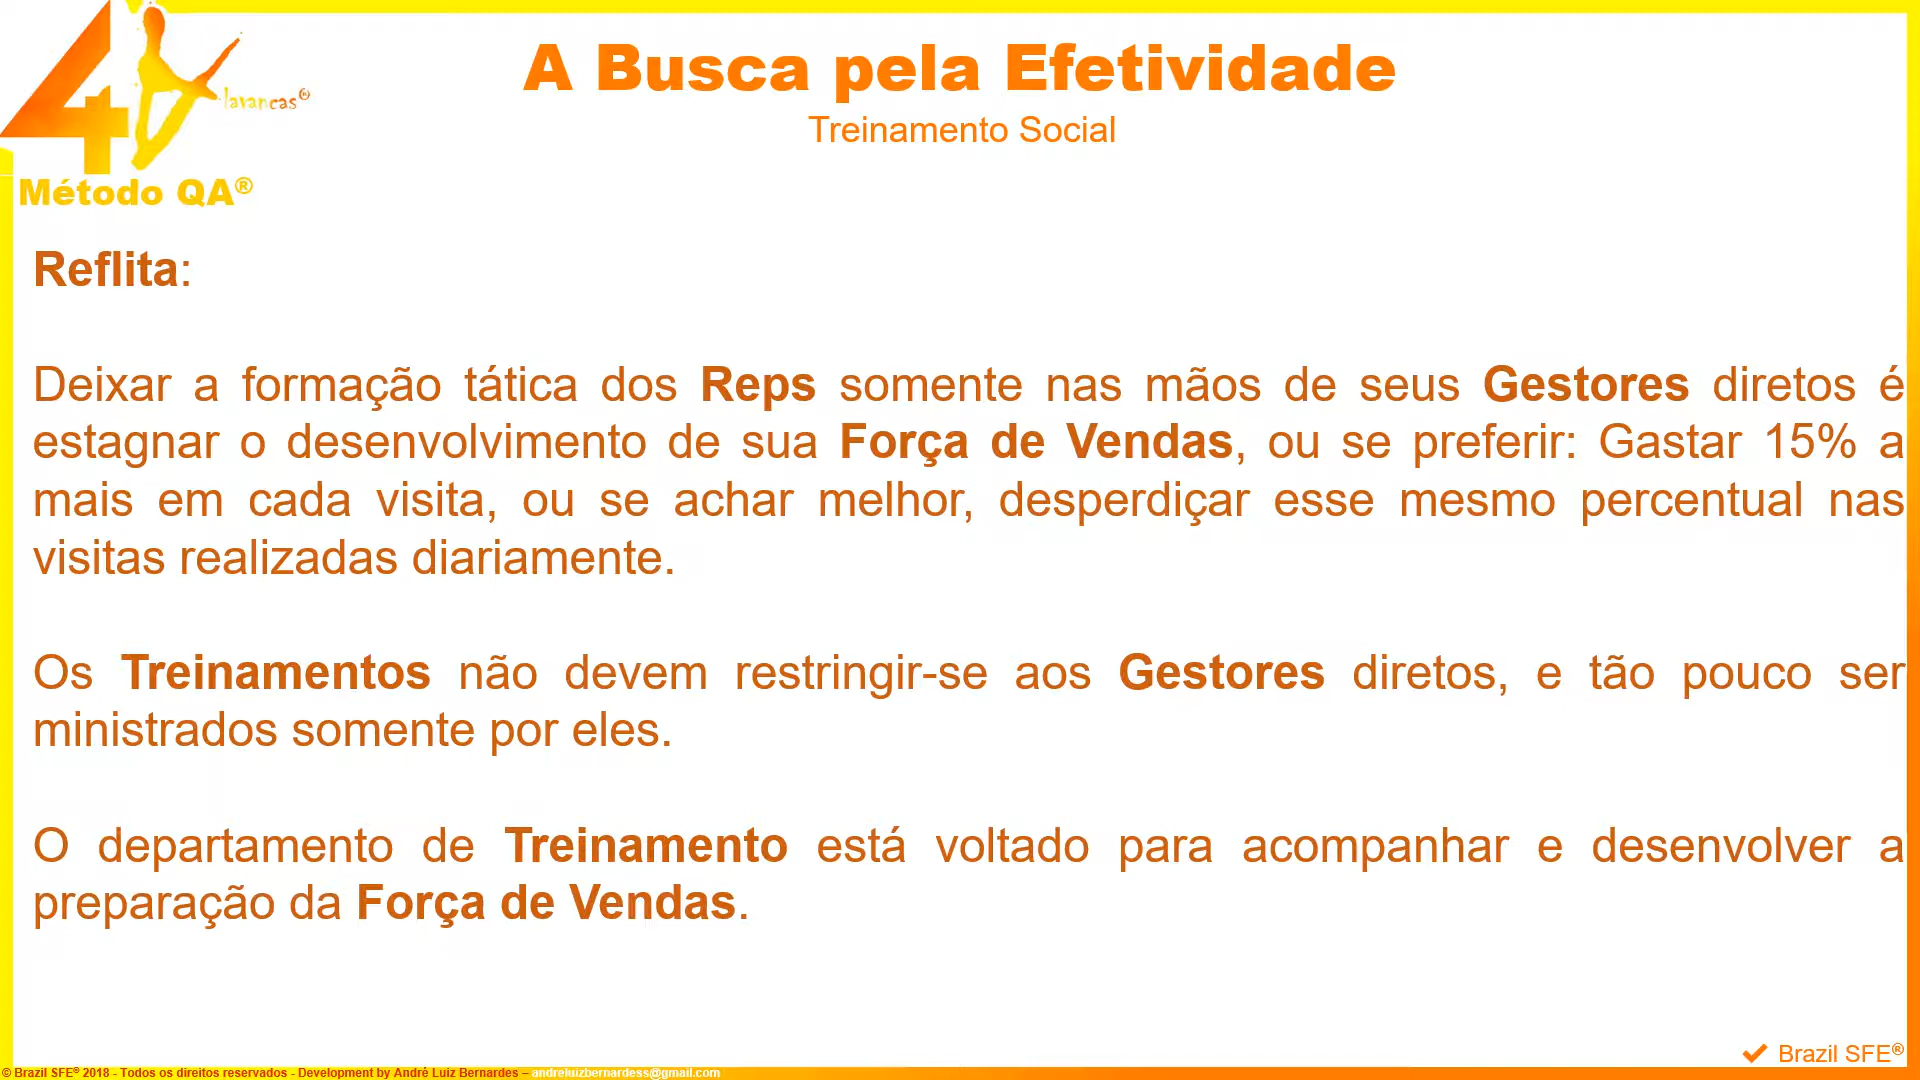 A Busca pela Efetividade
Treinamento Social
4 Alavancas®
Método QA®
Reflita:
Deixar a formação tática dos Reps somente nas mãos de seus Gestores diretos é
estagnar o desenvolvimento de sua Força de Vendas, ou se preferir: Gastar 15% a
mais em cada visita, ou se achar melhor, desperdiçar esse mesmo percentual nas
visitas realizadas diariamente.
Os Treinamentos não devem restringir-se aos Gestores diretos, e tão pouco ser
ministrados somente por eles.
O departamento de Treinamento está voltado para acompanhar e desenvolver a
preparação da Força de Vendas.
Brazil SFE®
© Brazil SFE® 2018 - Todos os direitos reservados - Development by André Luiz Bernardes – andreluizbernardess@gmail.com